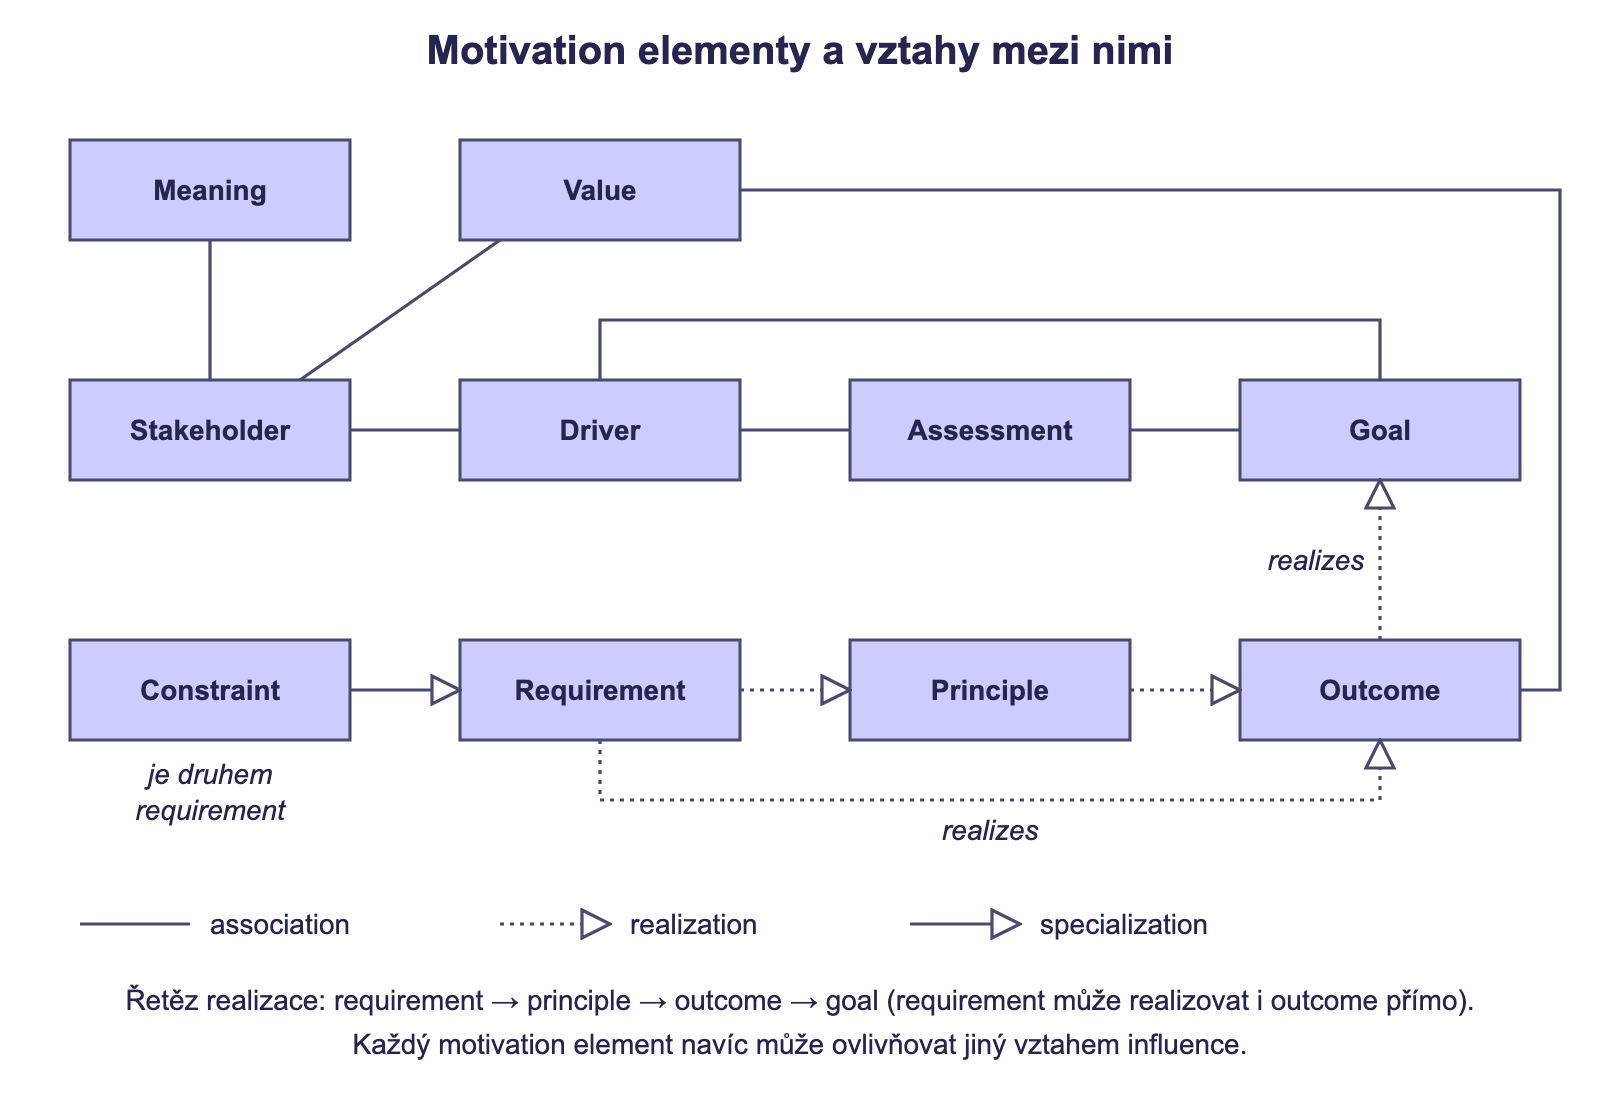 Motivation elementy a vztahy mezi nimi
Meaning
Value
Stakeholder
Driver
Assessment
Goal
realizes
Constraint
Requirement
Principle
Outcome
je druhem
requirement
realizes
association
realization
specialization
Řetěz realizace: requirement → principle → outcome → goal (requirement může realizovat i outcome přímo).
Každý motivation element navíc může ovlivňovat jiný vztahem influence.